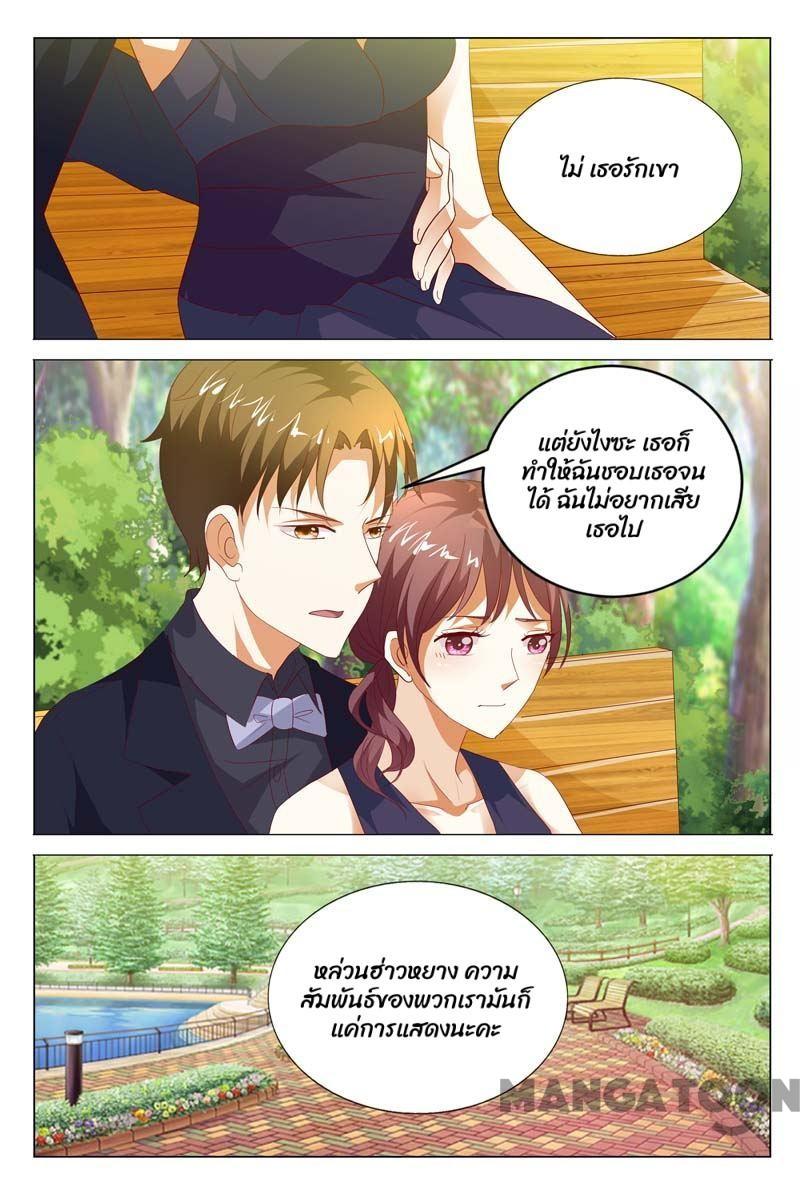 ไม่ เธอรักเขา
แต่ยังไงซะ เธอก็
ทำให้ฉันชอบเธอจน
ได้ ฉันไม่อยากเสีย
เธอไป
หล่วนฮ่าวหยาง ความ
สัมพันธ์ของพวกเรามันก็
แค่การแสดงนะคะ
MANGATOON